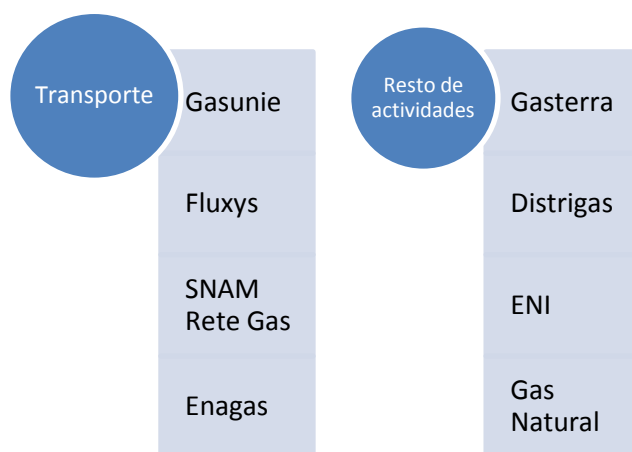 Transporte
Gasunie
Fluxys
SNAM
Rete Gas
Enagas
Resto de
actividades
Gasterra
Distrigas
ENI
Gas
Natural